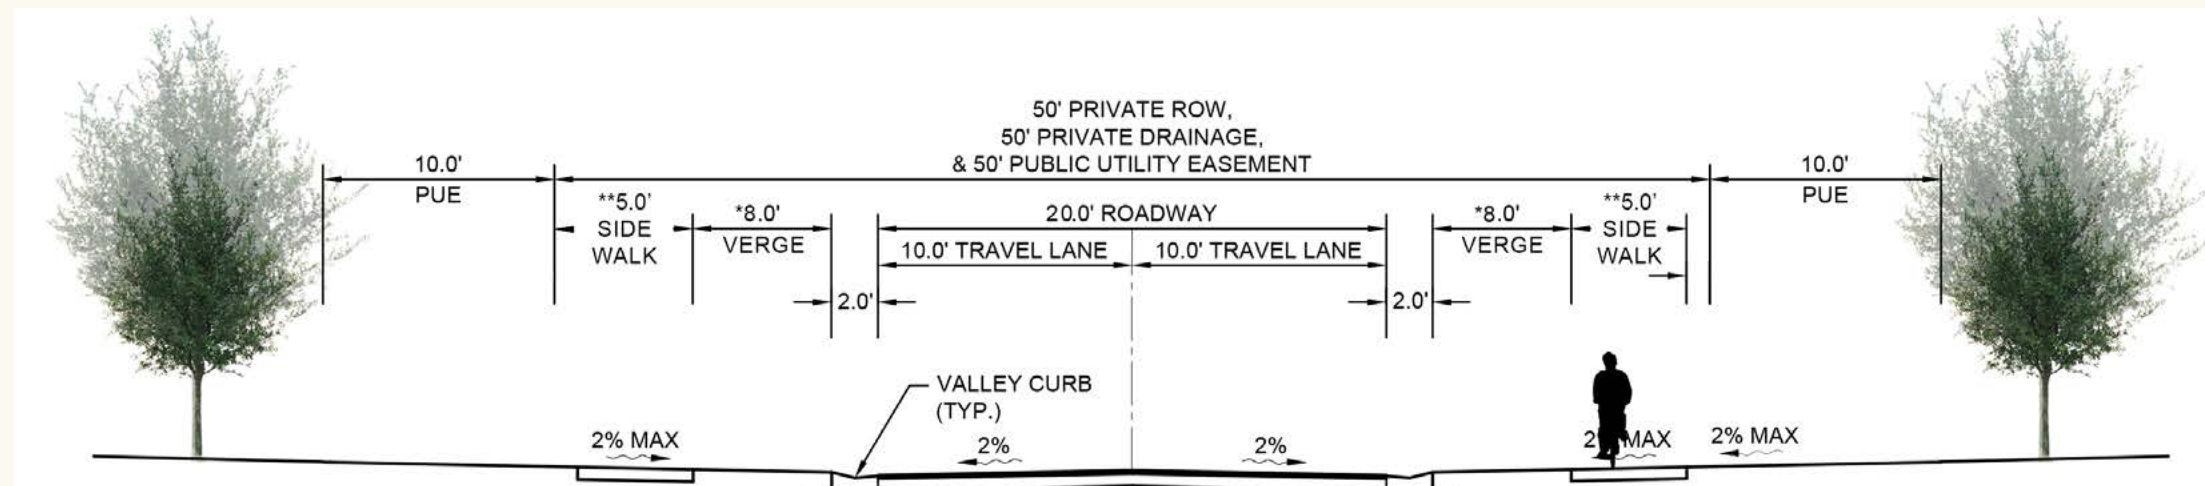 50' PRIVATE ROW,
50' PRIVATE DRAINAGE,
& 50' PUBLIC UTILITY EASEMENT
10.0'
PUE
10.0'
PUE
**5.0'
SIDE
WALK
*8.0'
VERGE
20.0' ROADWAY
10.0' TRAVEL LANE
10.0' TRAVEL LANE
*8.0'
VERGE
**5.0'
SIDE
WALK
2.0'
2.0'
VALLEY CURB
(TYP.)
2% MAX
2%
2%
MAX
2% MAX